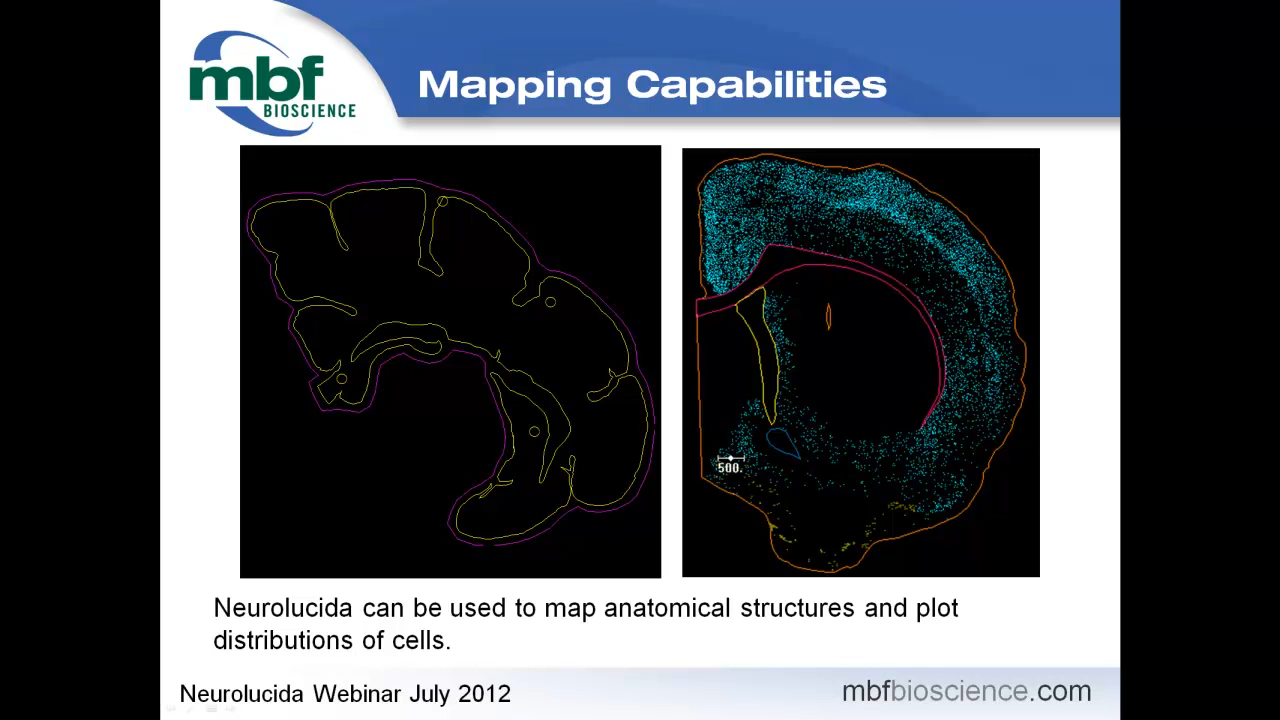 mbf
BIOSCIENCE
Mapping Capabilities
500.
Neurolucida can be used to map anatomical structures and plot
distributions of cells.
Neurolucida Webinar July 2012
mbfbioscience.com